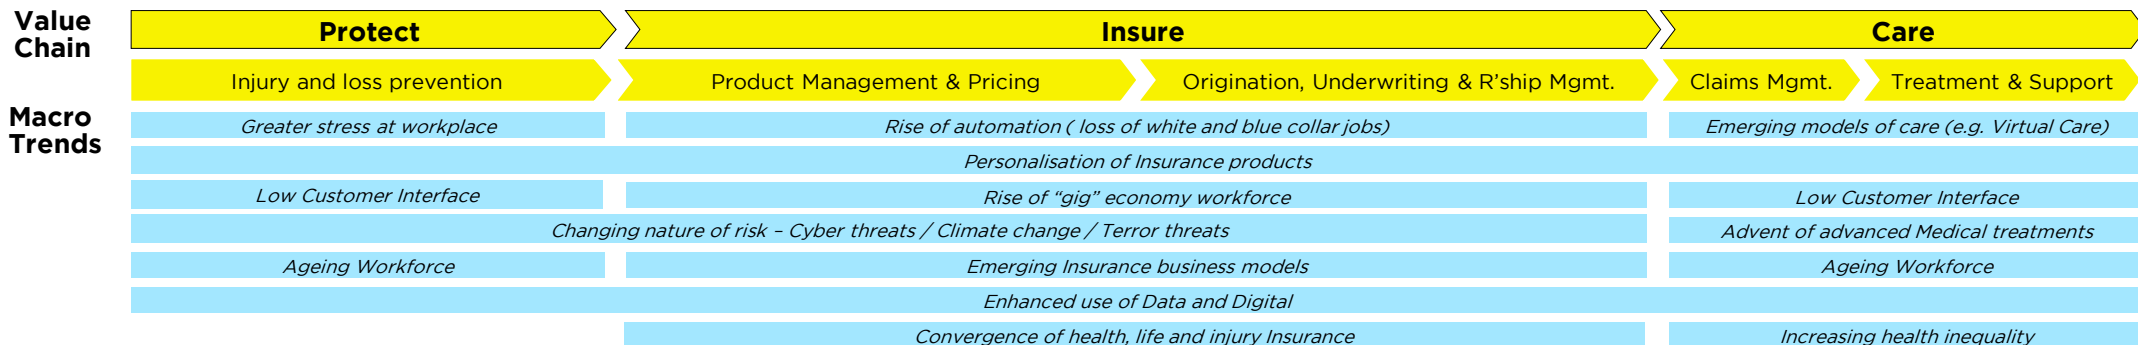 Value
Chain
Protect
Insure
Care
Injury and loss prevention
Product Management & Pricing
Origination, Underwriting & R’ship Mgmt.
Claims Mgmt.
Treatment & Support
Macro
Trends
Greater stress at workplace
Rise of automation ( loss of white and blue collar jobs)
Emerging models of care (e.g. Virtual Care)
Personalisation of Insurance products
Low Customer Interface
Rise of “gig” economy workforce
Low Customer Interface
Changing nature of risk – Cyber threats / Climate change / Terror threats
Advent of advanced Medical treatments
Ageing Workforce
Emerging Insurance business models
Ageing Workforce
Enhanced use of Data and Digital
Convergence of health, life and injury Insurance
Increasing health inequality